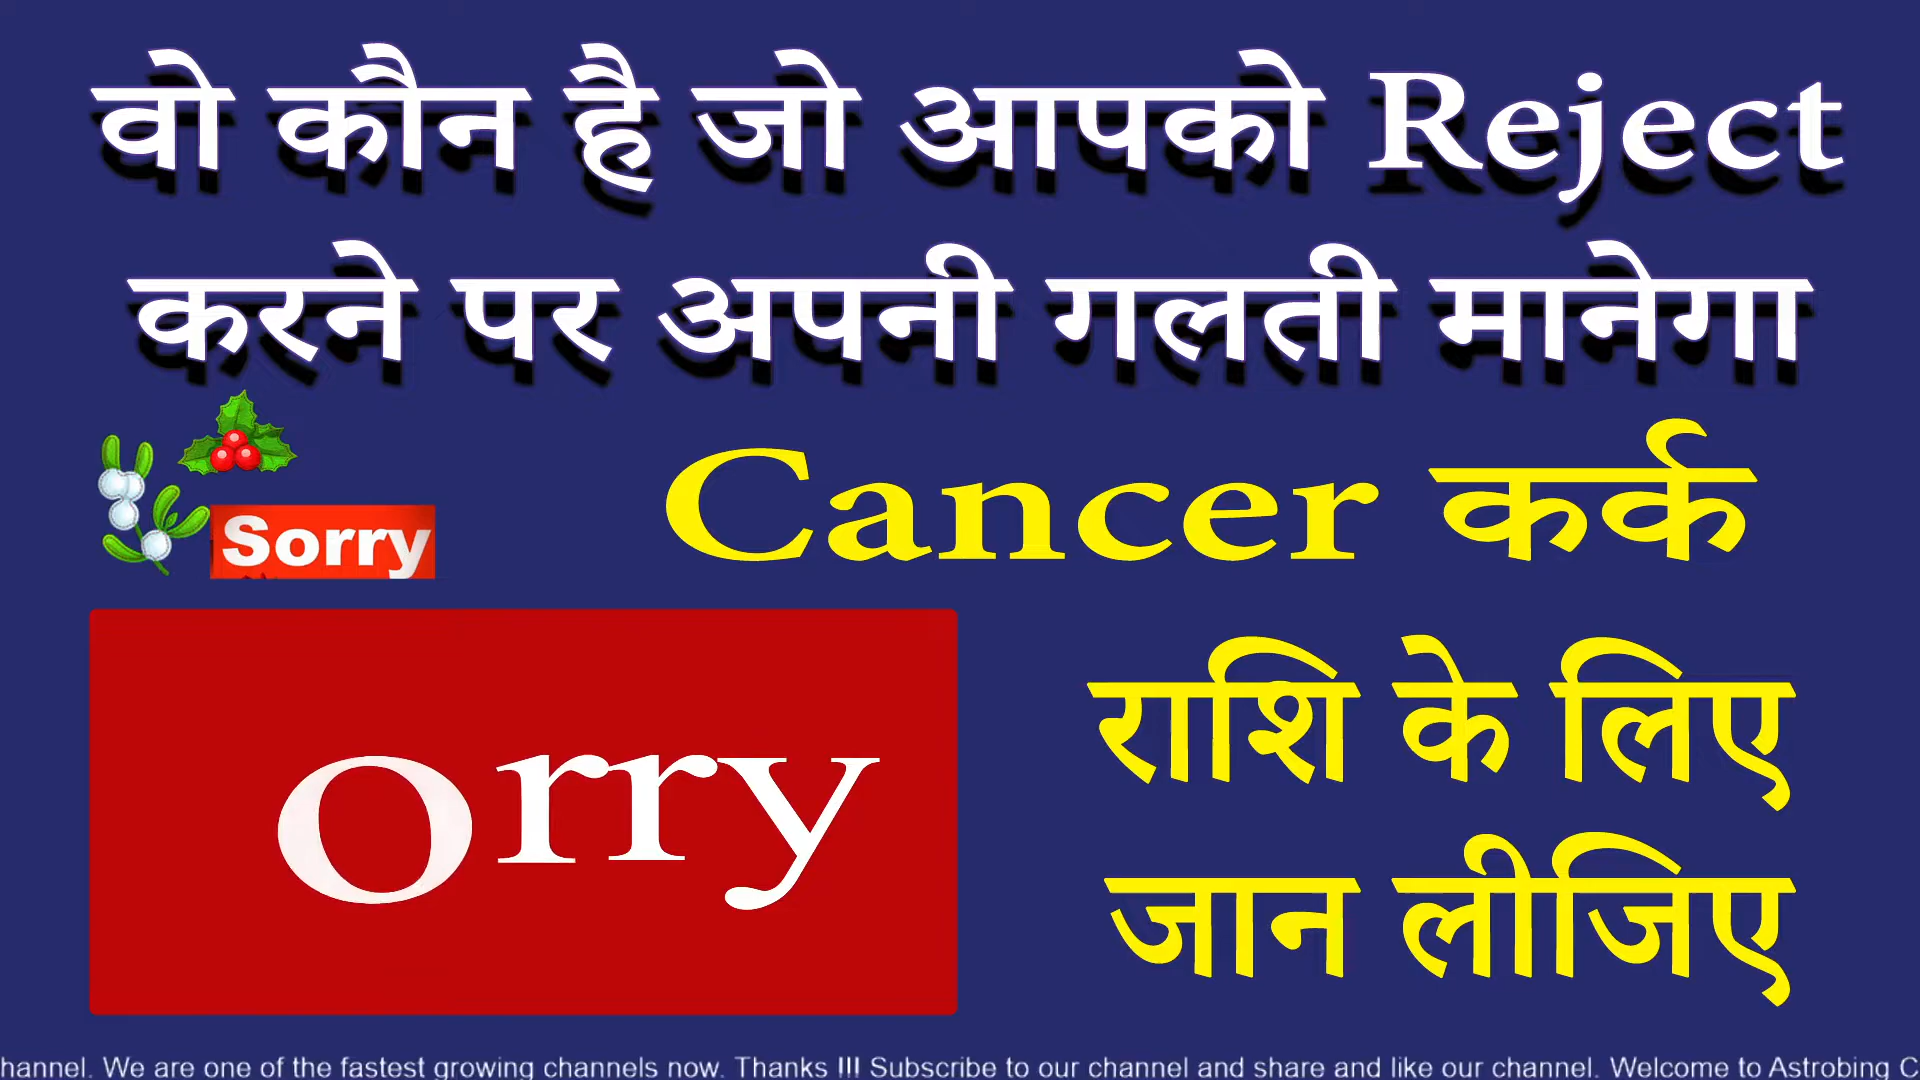 वो कौन है जो आपको Reject
करने पर अपनी गलती मानेगा
Sorry
Cancer कर्क
orry
राशि के लिए
जान लीजिए
hannel. We are one of the fastest growing channels now. Thanks !!! Subscribe to our channel and share and like our channel. Welcome to Astrobing C